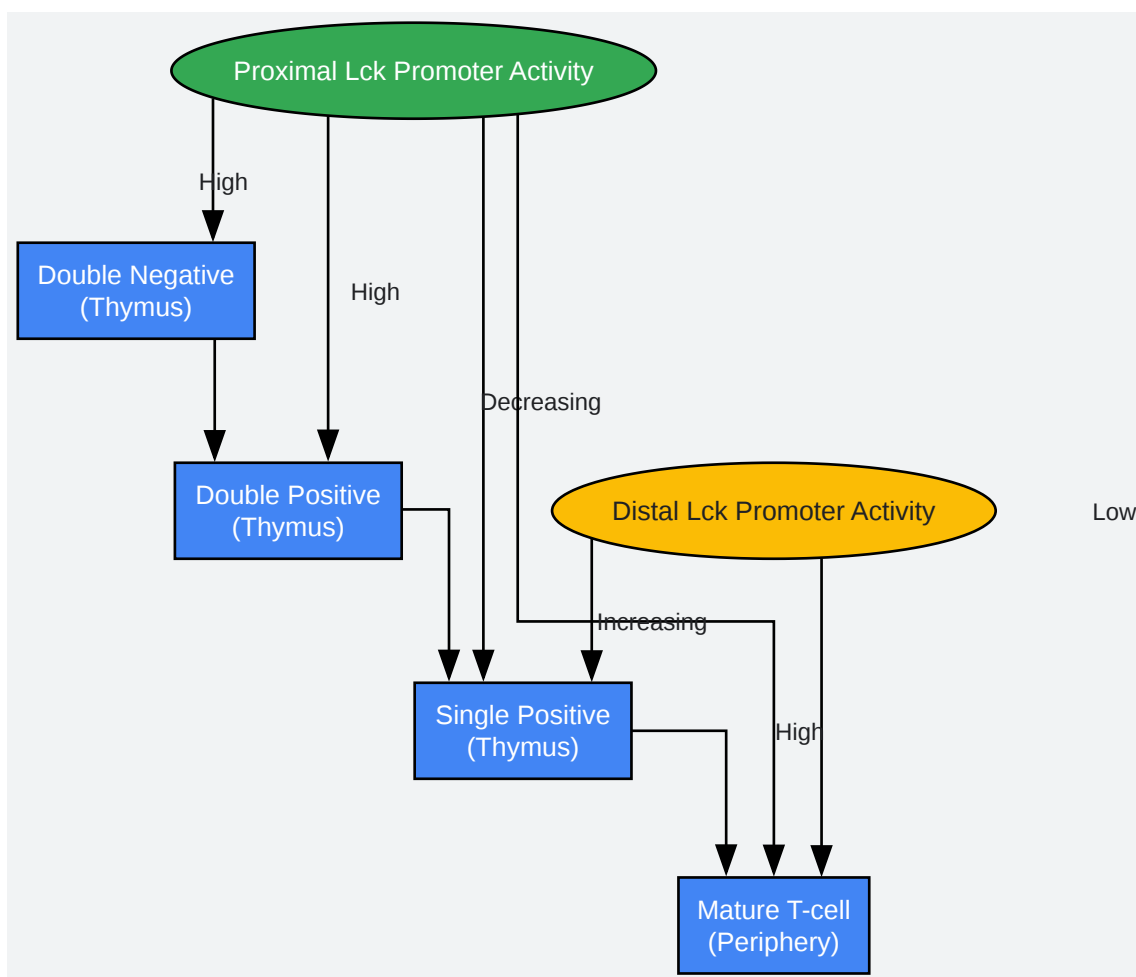 Proximal Lck Promoter Activity
High
Double Negative
(Thymus)
High
Decreasing
Double Positive
(Thymus)
Distal Lck Promoter Activity
Low
Increasing
Single Positive
(Thymus)
High
Mature T-cell
(Periphery)